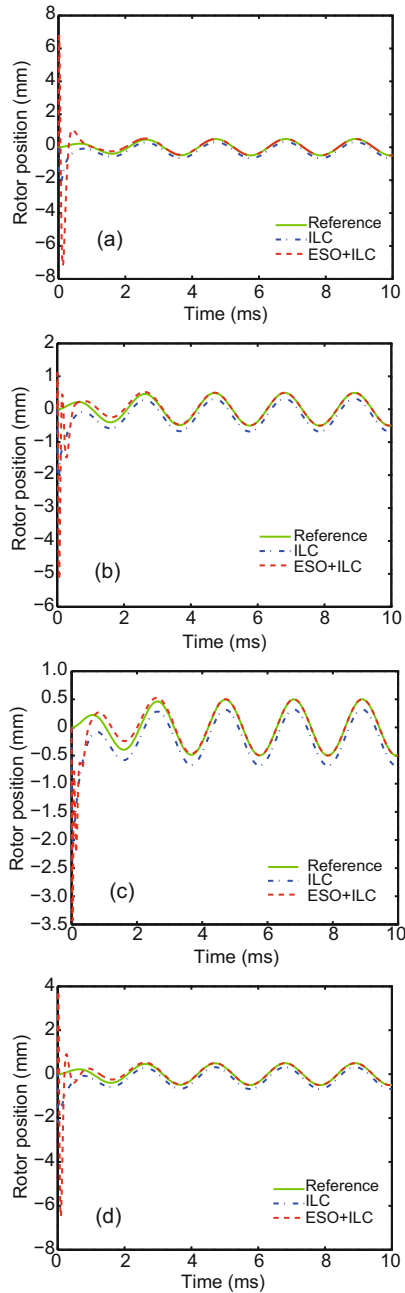 8
6
4
2
0
−2
−4
−6
−8
Rotor position (mm)
(a)
Reference
ILC
ESO+ILC
0 2 4 6 8 10
Time (ms)
2
1
0
−1
−2
−3
−4
−5
−6
Rotor position (mm)
(b)
Reference
ILC
ESO+ILC
0 2 4 6 8 10
Time (ms)
1.0
0.5
0
-0.5
-1.0
-1.5
-2.0
-2.5
-3.0
-3.5
Rotor position (mm)
(c)
Reference
ILC
ESO+ILC
0 2 4 6 8 10
Time (ms)
4
2
0
−2
−4
−6
−8
Rotor position (mm)
(d)
Reference
ILC
ESO+ILC
0 2 4 6 8 10
Time (ms)